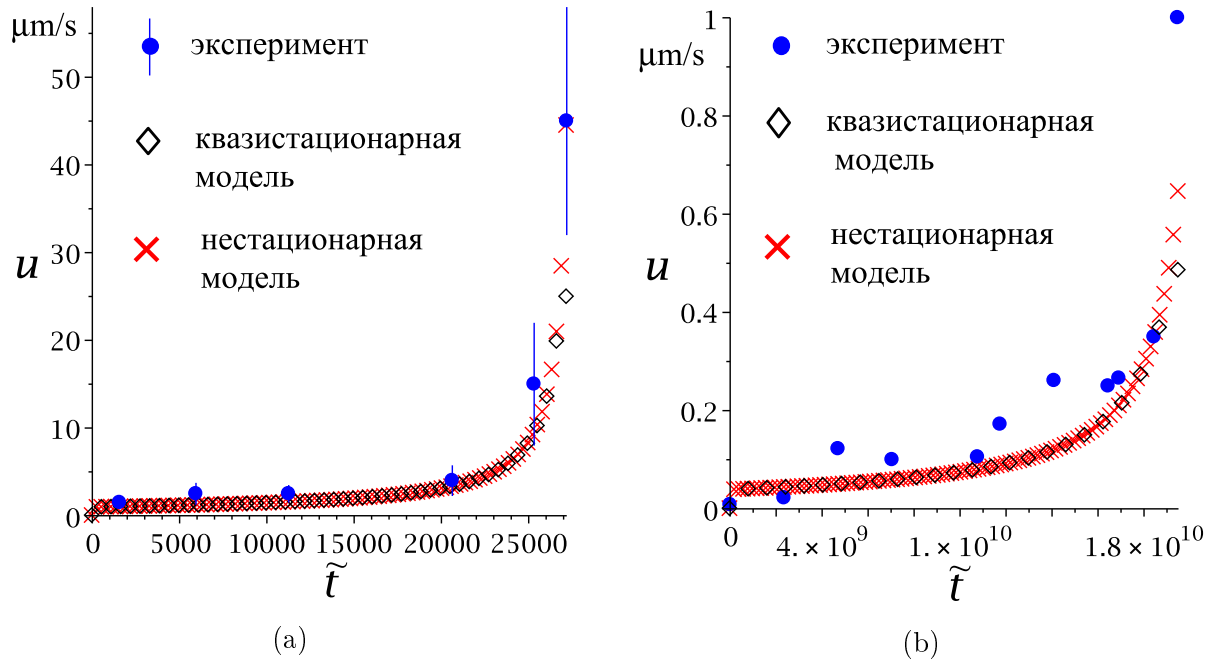 μm/s
50
40
30
20
10
0
u
эксперимент
квазистационарная
модель
нестационарная
модель
0 5000 10000 15000 20000 25000
t̃
(a)
1
μm/s
0.8
0.6
0.4
0.2
0
u
эксперимент
квазистационарная
модель
нестационарная
модель
0 4. × 10⁹ 1. × 10¹⁰ 1.8 × 10¹⁰
t̃
(b)